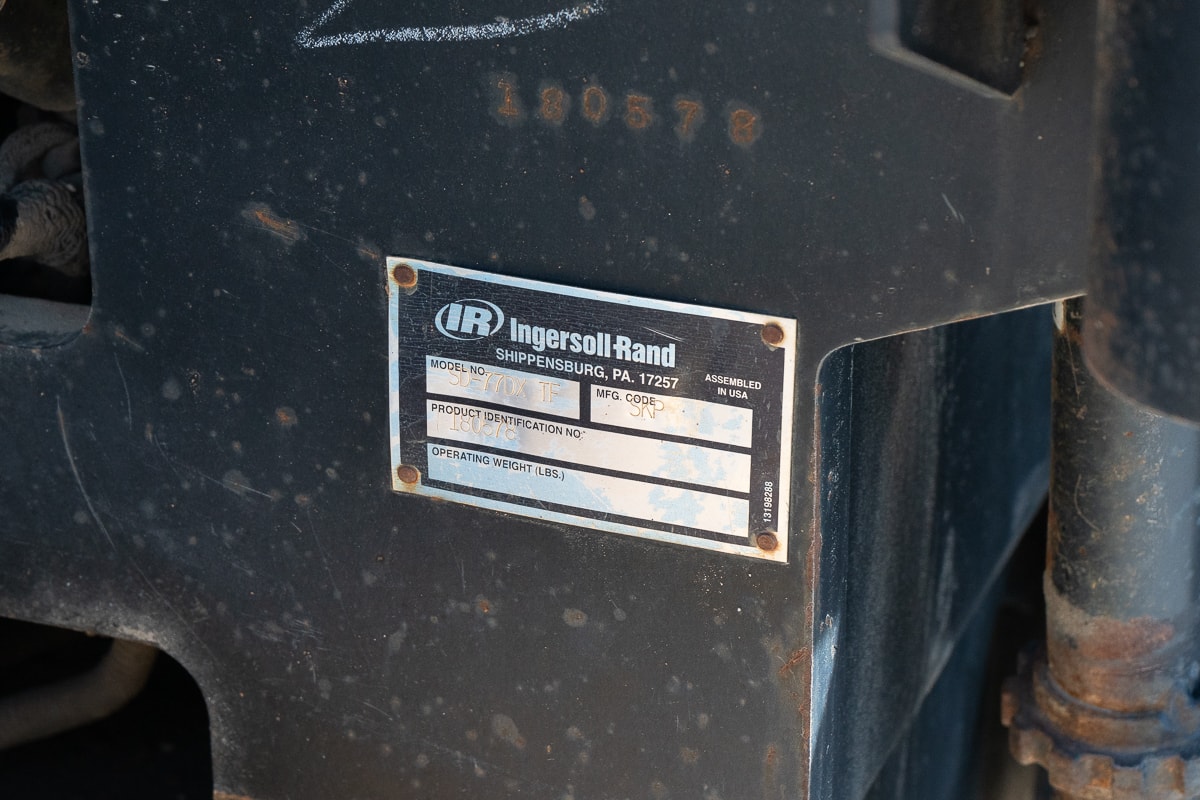 180578
IR Ingersoll-Rand
SHIPPENSBURG, PA. 17257
ASSEMBLED
IN USA
MODEL NO.
SD-77DX TF
MFG. CODE
SKP
PRODUCT IDENTIFICATION NO.
180578
OPERATING WEIGHT (LBS.)
13198288